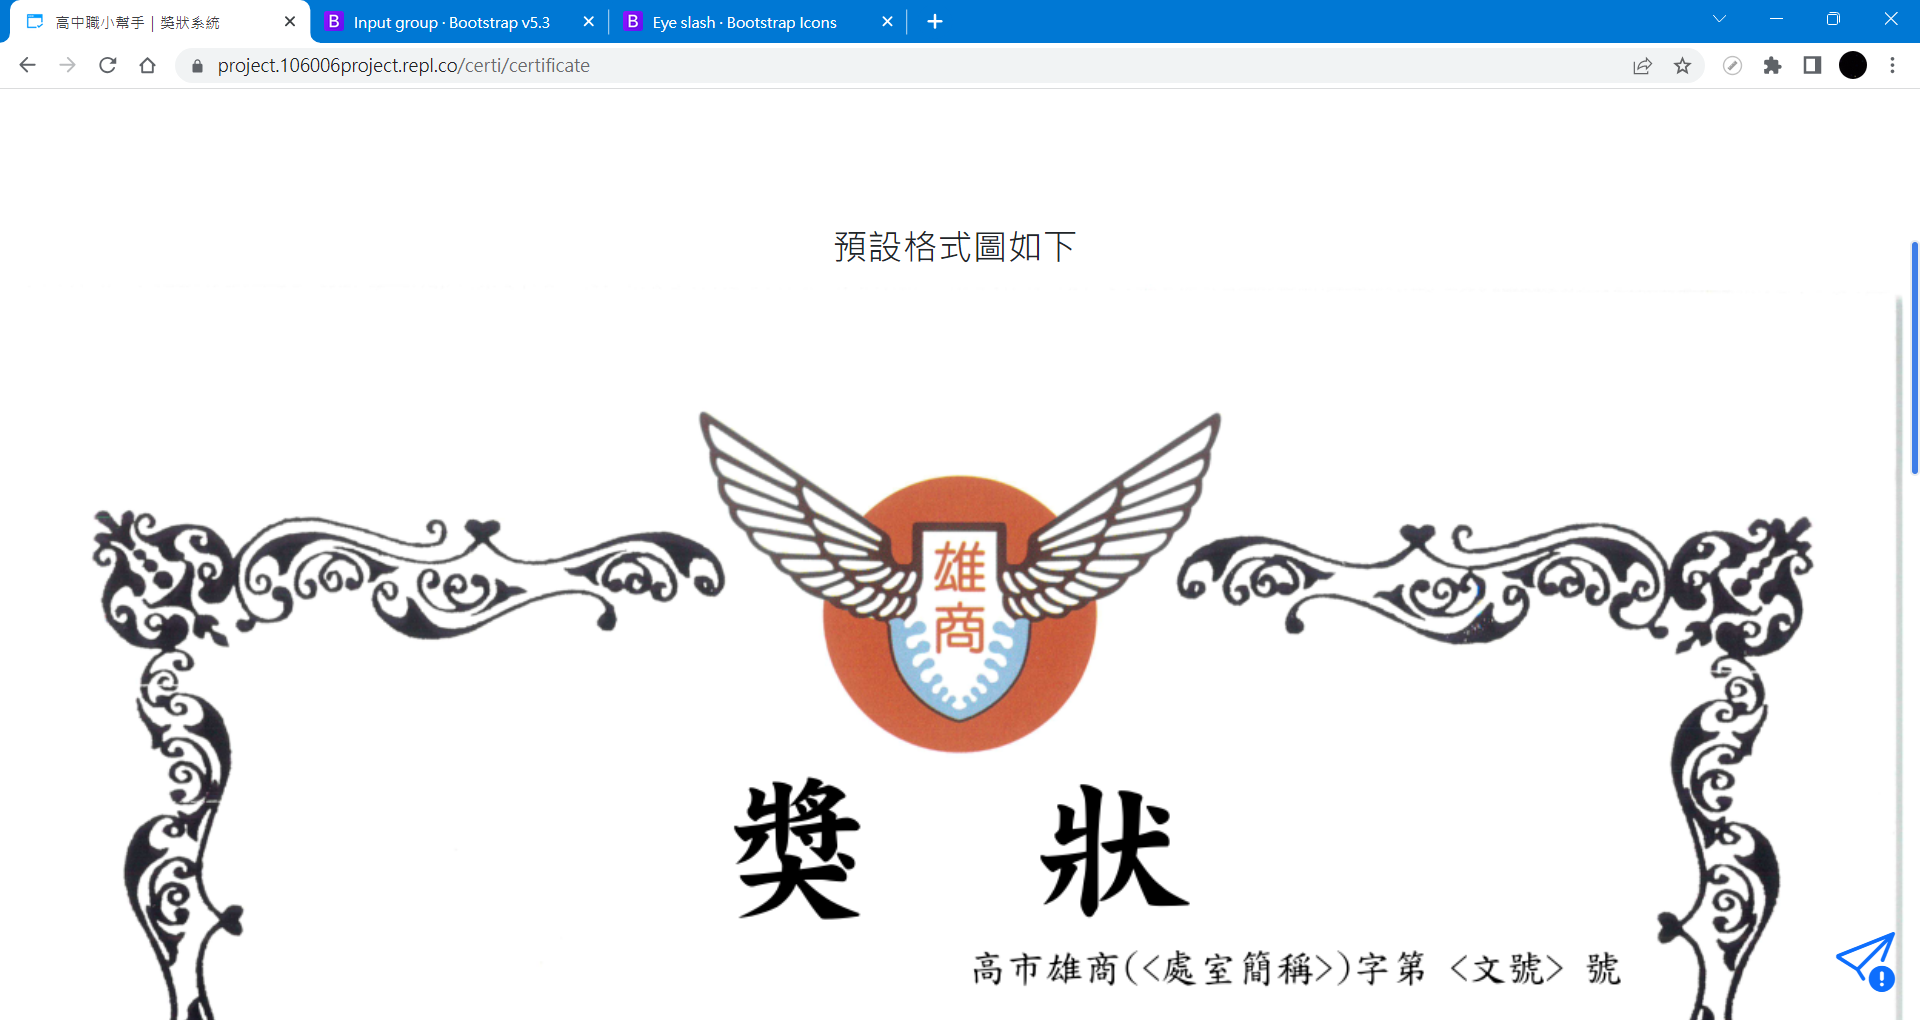 高中職小幫手 | 獎狀系統
Input group · Bootstrap v5.3
Eye slash · Bootstrap Icons
project.106006project.repl.co/certi/certificate
預設格式圖如下
雄
商
獎 狀
高市雄商(<處室簡稱>)字第 <文號> 號